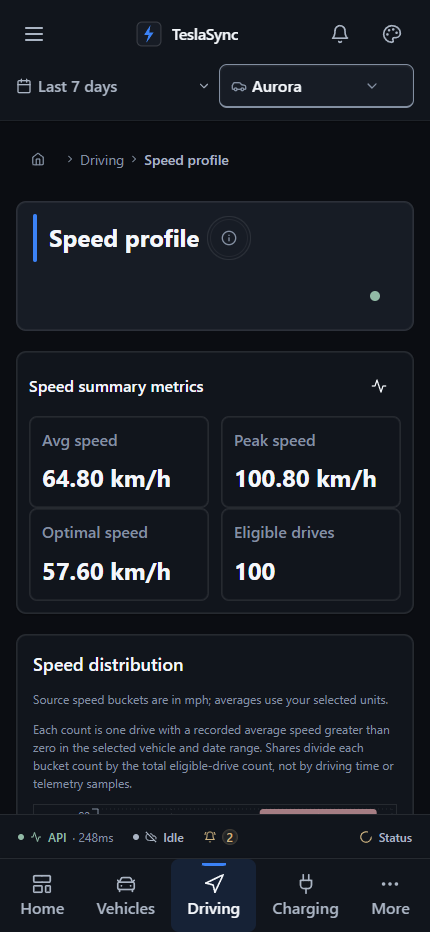 TeslaSync
Last 7 days
Aurora
Driving
Speed profile
Speed profile
Speed summary metrics
Avg speed
Peak speed
64.80 km/h
100.80 km/h
Optimal speed
Eligible drives
57.60 km/h
100
Speed distribution
Source speed buckets are in mph; averages use your selected units.
Each count is one drive with a recorded average speed greater than
zero in the selected vehicle and date range. Shares divide each
bucket count by the total eligible-drive count, not by driving time or
telemetry samples.
API · 248ms
Idle
2
Status
Home
Vehicles
Driving
Charging
More